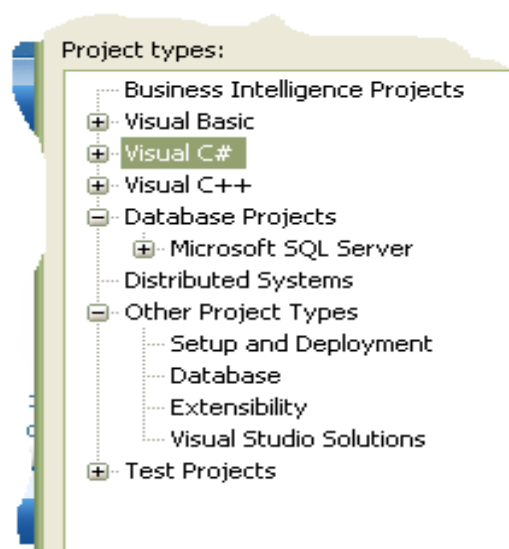 Project types:
Business Intelligence Projects
Visual Basic
Visual C#
Visual C++
Database Projects
Microsoft SQL Server
Distributed Systems
Other Project Types
Setup and Deployment
Database
Extensibility
Visual Studio Solutions
Test Projects